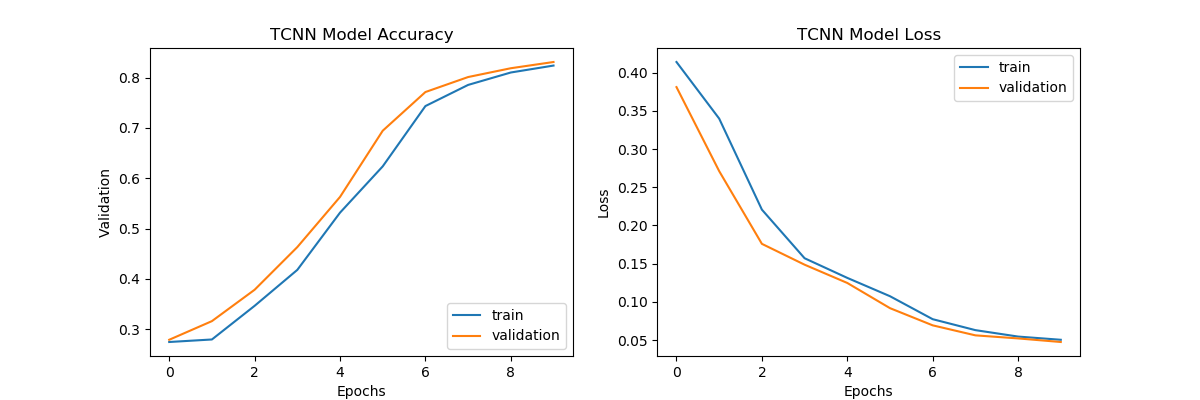 TCNN Model Accuracy
Validation
0.8
0.7
0.6
0.5
0.4
0.3
0 2 4 6 8
Epochs
train
validation
TCNN Model Loss
Loss
0.40
0.35
0.30
0.25
0.20
0.15
0.10
0.05
0 2 4 6 8
Epochs
train
validation